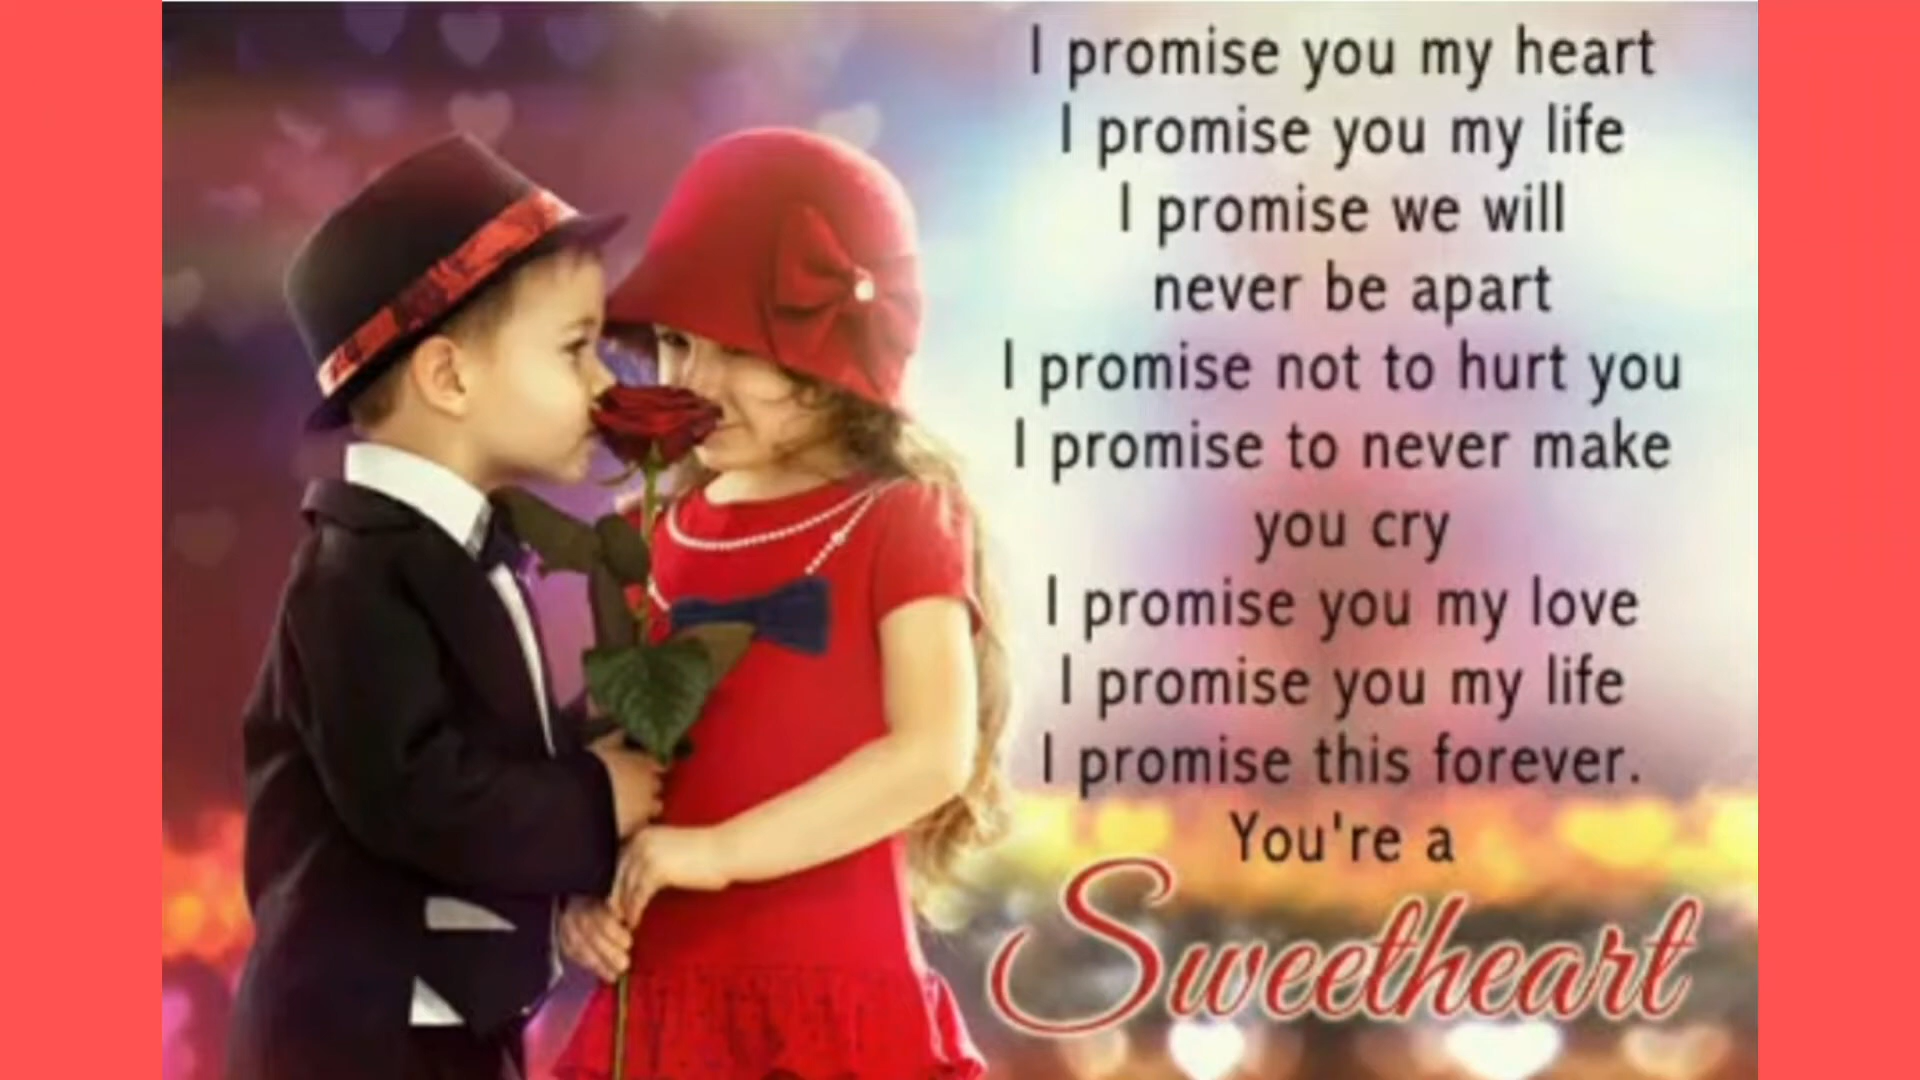 I promise you my heart
I promise you my life
I promise we will
never be apart
I promise not to hurt you
I promise to never make
you cry
I promise you my love
I promise you my life
I promise this forever.
You're a
Sweetheart